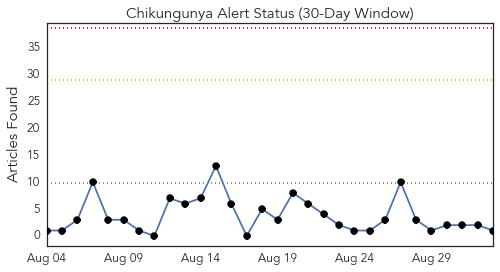 Chikungunya Alert Status (30-Day Window)
Articles Found
35
30
25
20
15
10
5
0
Aug 04 Aug 09 Aug 14 Aug 19 Aug 24 Aug 29